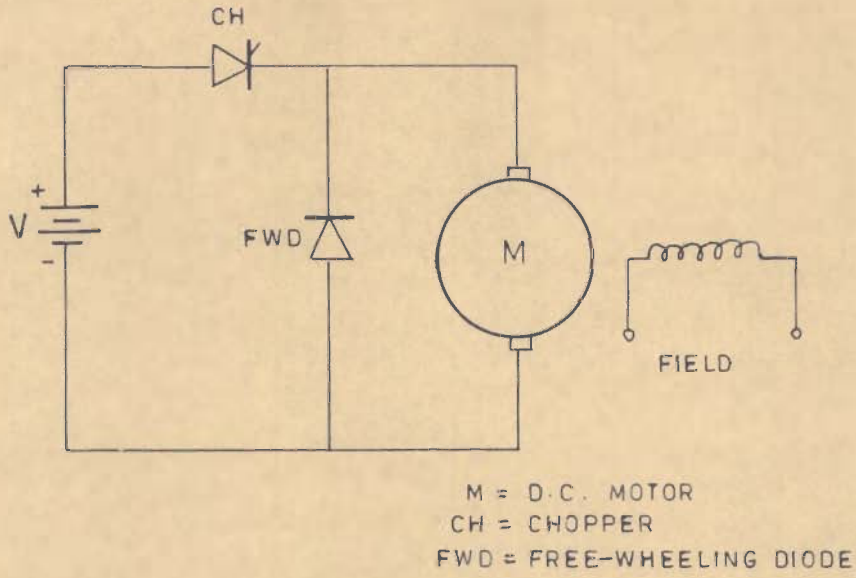 CH
+
V
-
FWD
M
FIELD
M = D.C. MOTOR
CH = CHOPPER
FWD = FREE-WHEELING DIODE